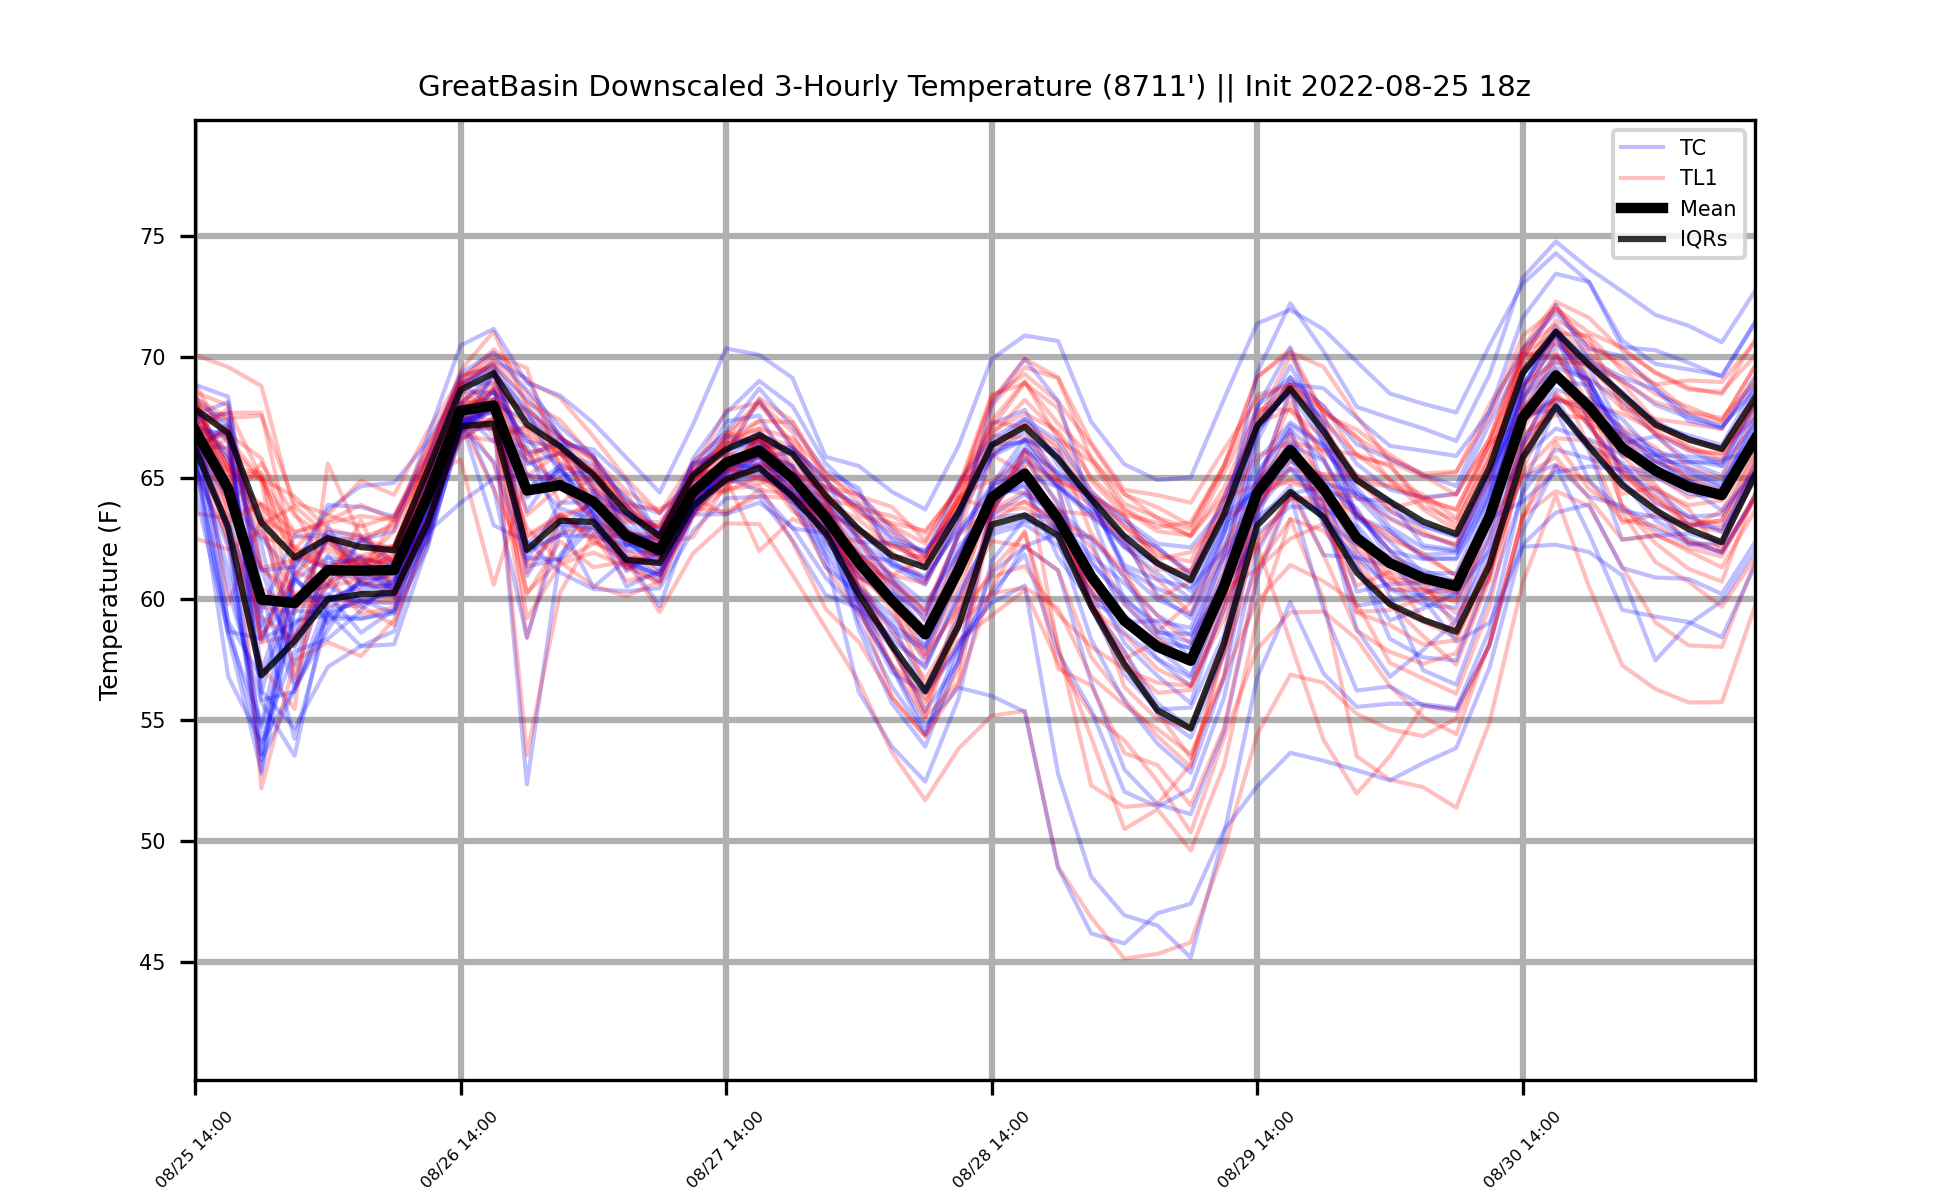 GreatBasin Downscaled 3-Hourly Temperature (8711') || Init 2022-08-25 18z
TC
TL1
Mean
IQRs
Temperature (F)
75
70
65
60
55
50
45
08/25 14:00
08/26 14:00
08/27 14:00
08/28 14:00
08/29 14:00
08/30 14:00